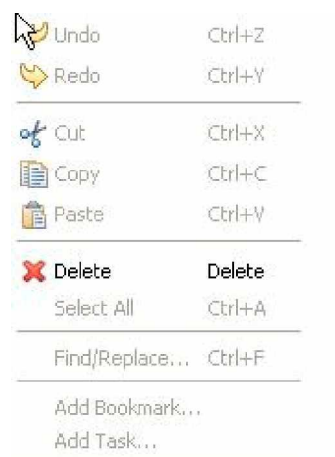 Undo Ctrl+Z
Redo Ctrl+Y
Cut Ctrl+X
Copy Ctrl+C
Paste Ctrl+V
Delete Delete
Select All Ctrl+A
Find/Replace... Ctrl+F
Add Bookmark...
Add Task...